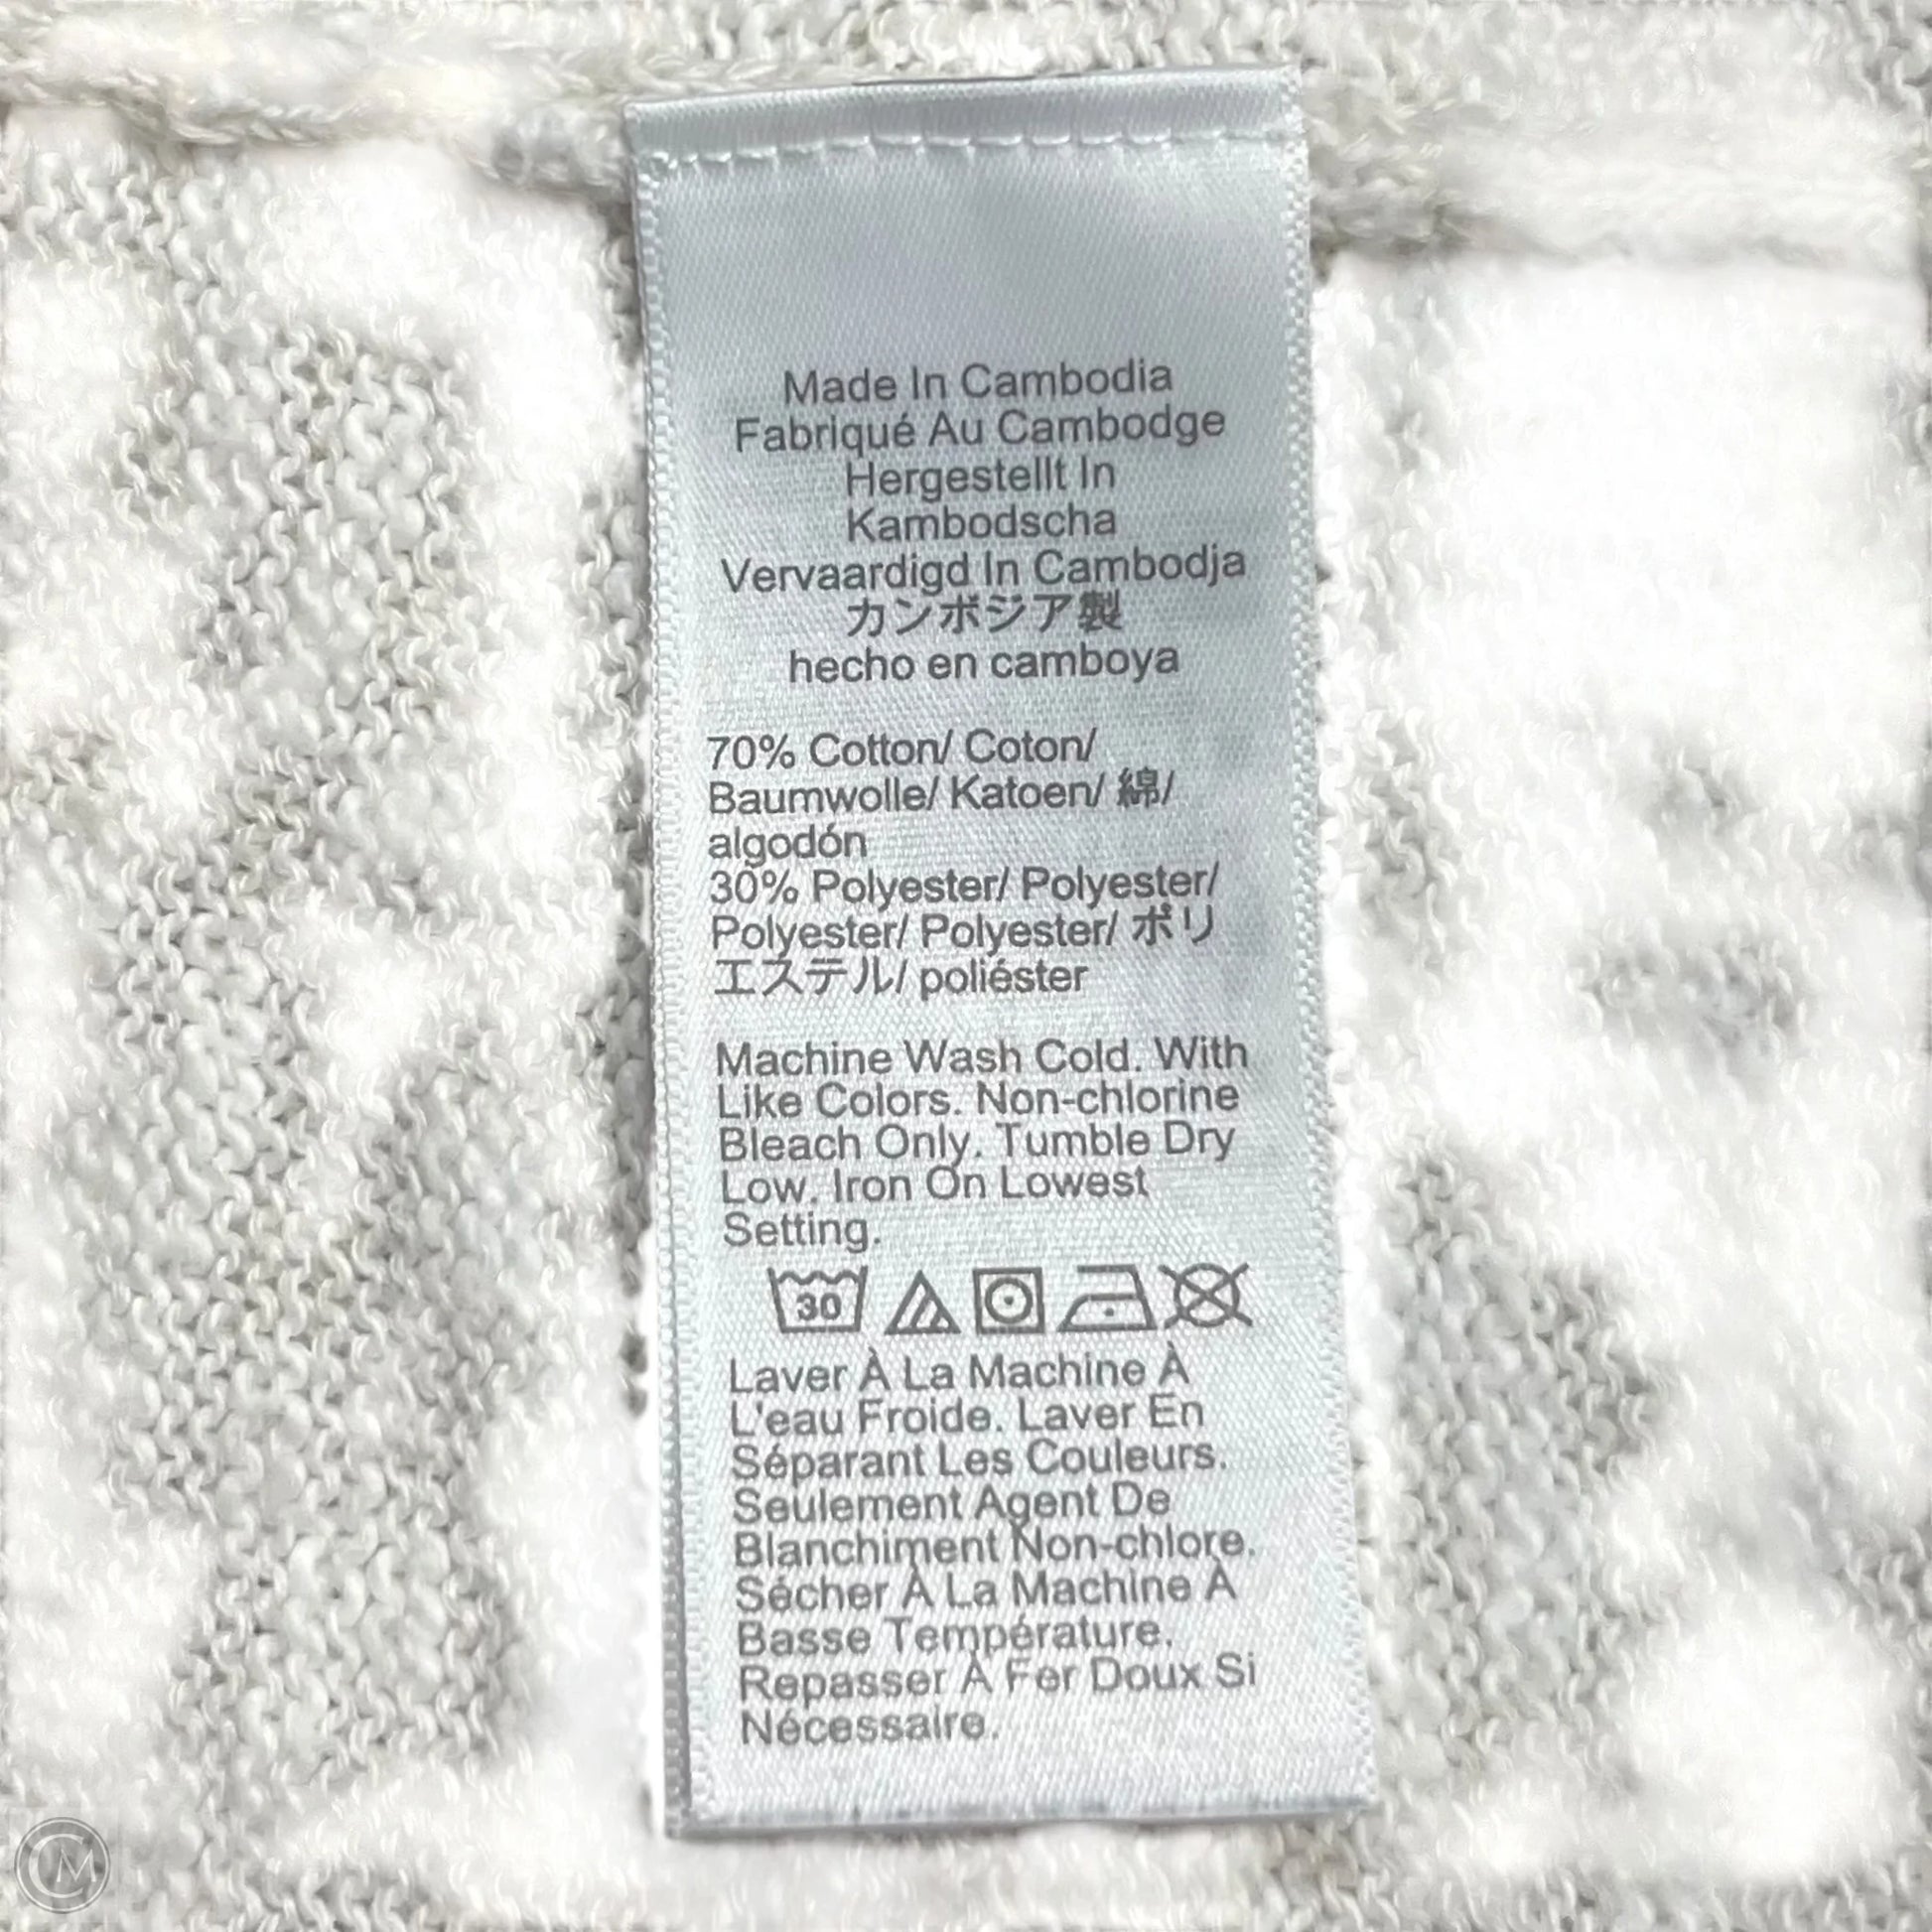 Made In Cambodia
Fabriqué Au Cambodge
Hergestellt In
Kambodscha
Vervaardigd In Cambodja
カンボジア製
hecho en camboya
70% Cotton/ Coton/
Baumwolle/ Katoen/ 綿/
algodón
30% Polyester/ Polyester/
Polyester/ Polyester/ ポリ
エステル/ poliéster
Machine Wash Cold. With
Like Colors. Non-chlorine
Bleach Only. Tumble Dry
Low. Iron On Lowest
Setting.
30
Laver À La Machine À
L'eau Froide. Laver En
Séparant Les Couleurs.
Seulement Agent De
Blanchiment Non-chlore.
Sécher À La Machine À
Basse Température.
Repasser À Fer Doux Si
Nécessaire.
CM